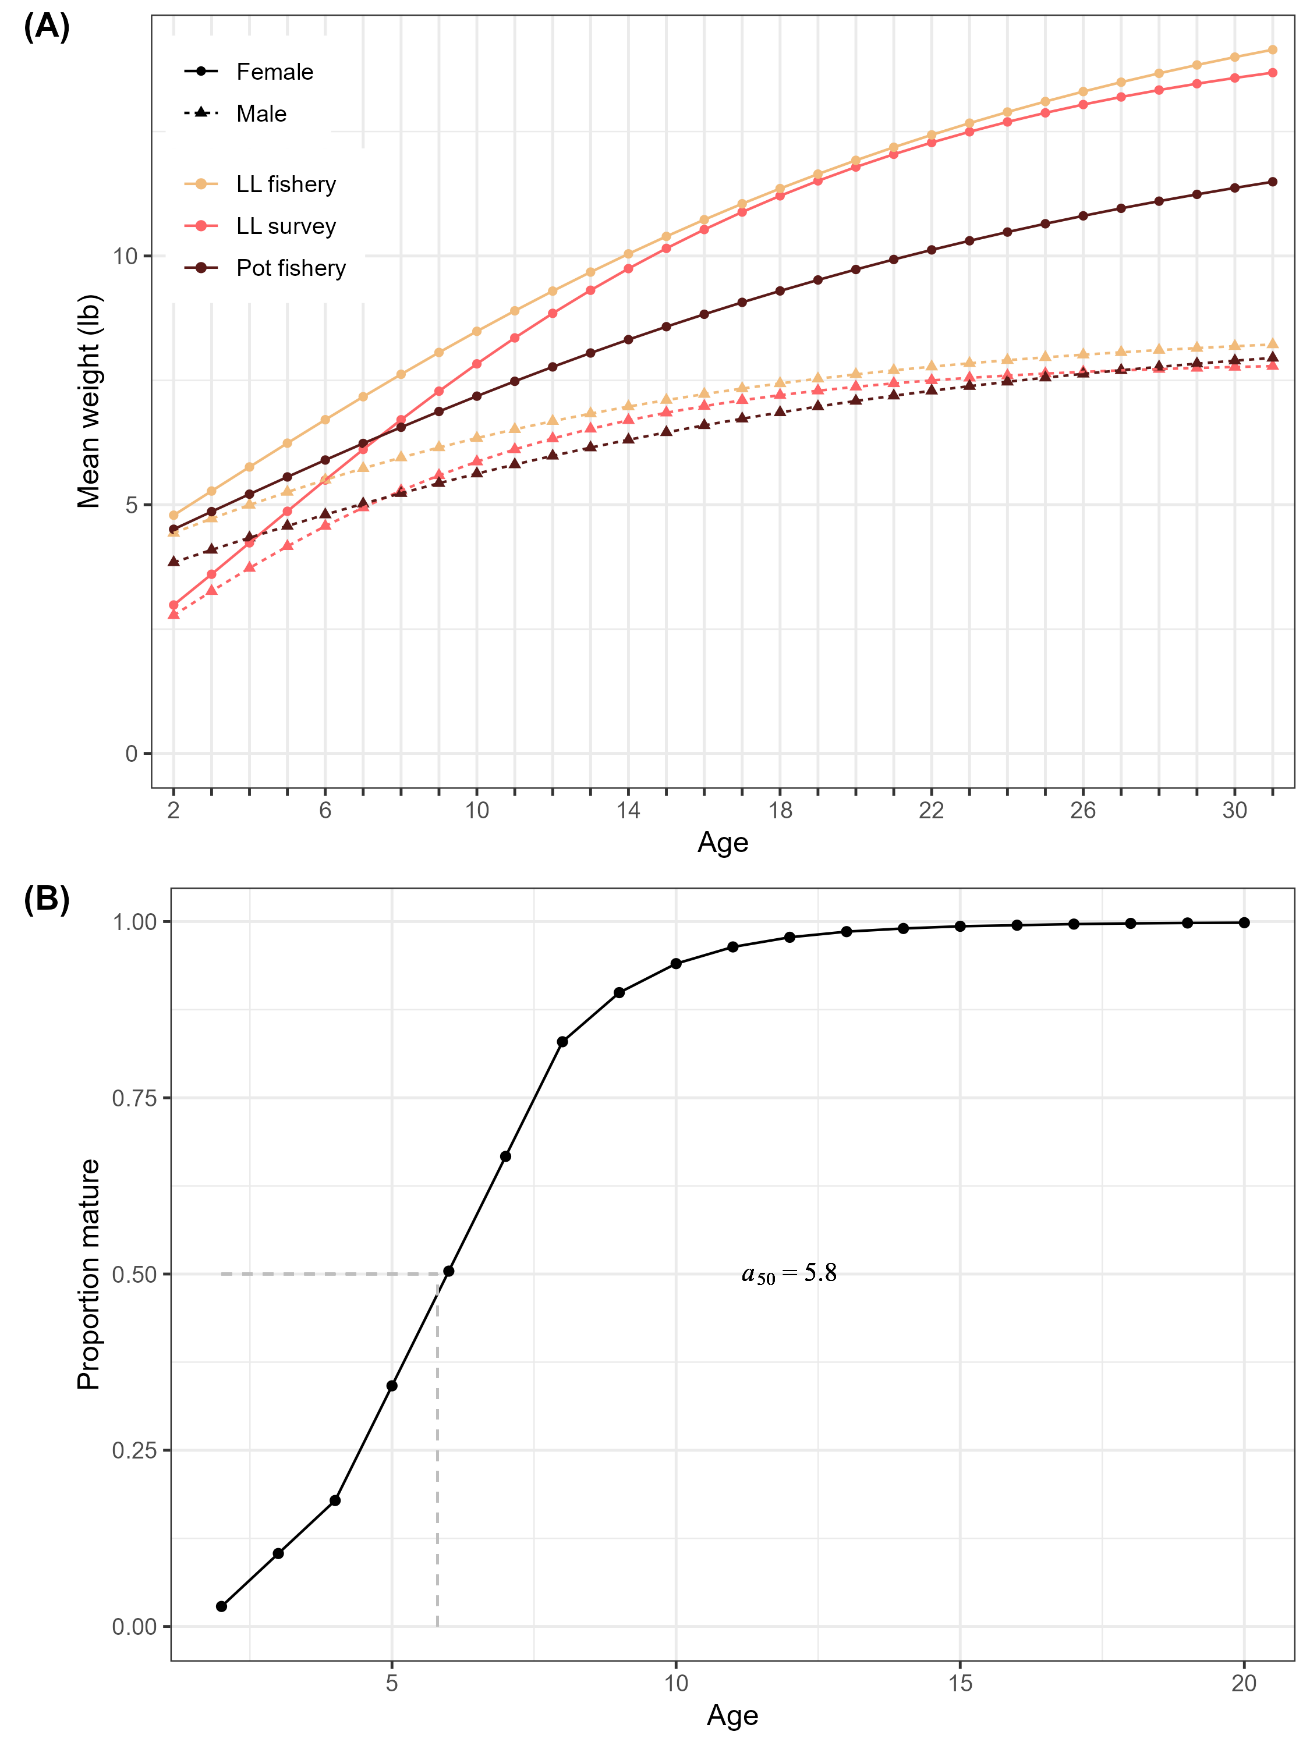 (A)
Female
Male
LL fishery
LL survey
Pot fishery
Mean weight (lb)
10
5
0
2 6 10 14 18 22 26 30
Age
(B)
Proportion mature
1.00
0.75
0.50
0.25
0.00
a50 = 5.8
5 10 15 20
Age